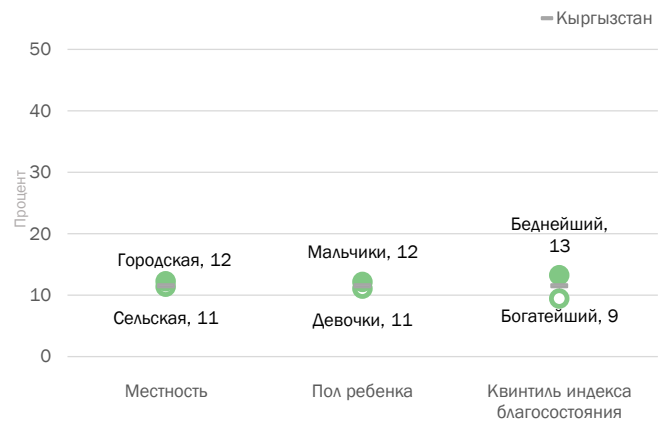 Кыргызстан
50
40
30
20
10
0
Процент
Городская, 12
Сельская, 11
Мальчики, 12
Девочки, 11
Беднейший,
13
Богатейший, 9
Местность
Пол ребенка
Квинтиль индекса
благосостояния